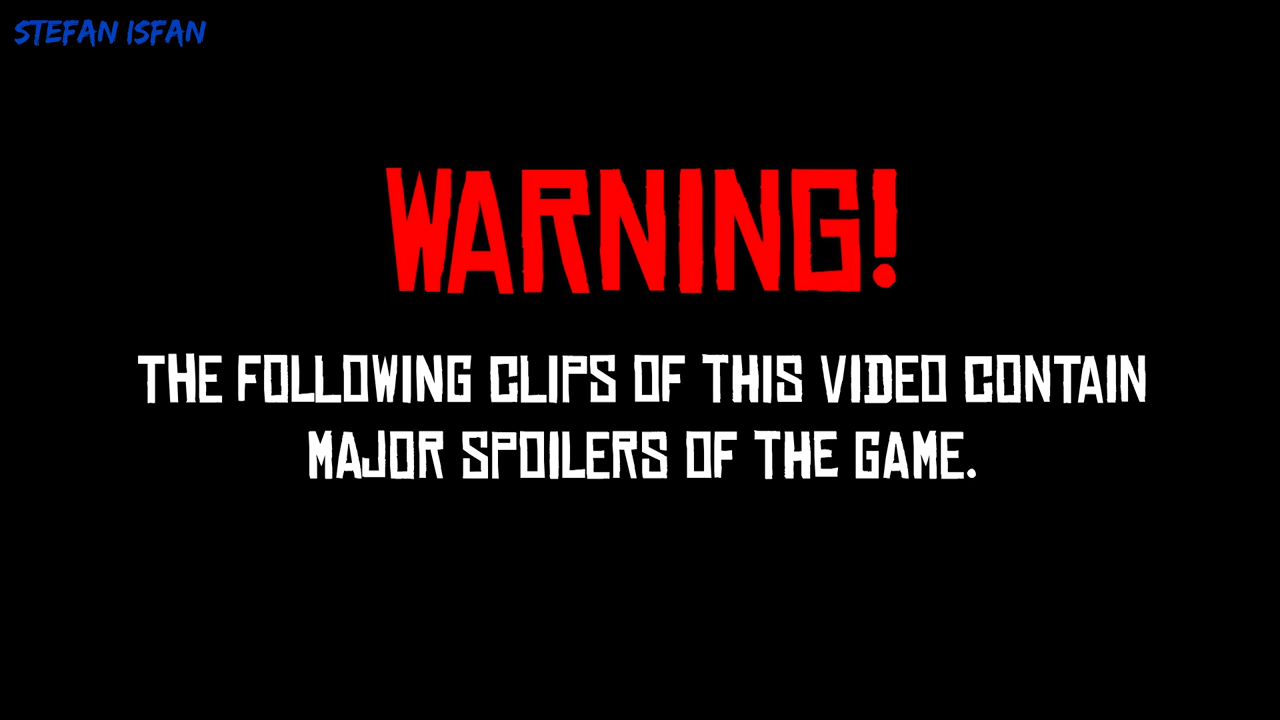 STEFAN ISFAN
WARNING!
THE FOLLOWING CLIPS OF THIS VIDEO CONTAIN
MAJOR SPOILERS OF THE GAME.